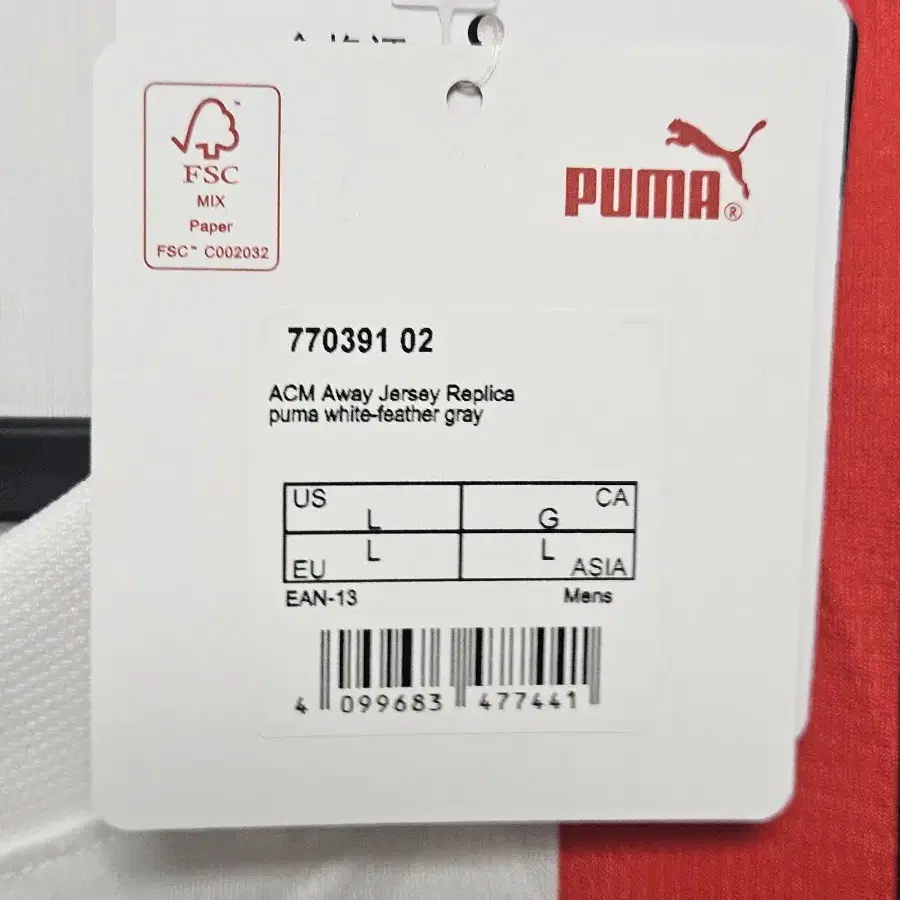 FSC
MIX
Paper
FSC™ C002032
PUMA®
770391 02
ACM Away Jersey Replica
puma white-feather gray
US L
G CA
EU L
L ASIA
EAN-13
Mens
4 099683 477441